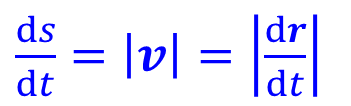 ds/dt = |v| = |dr/dt|